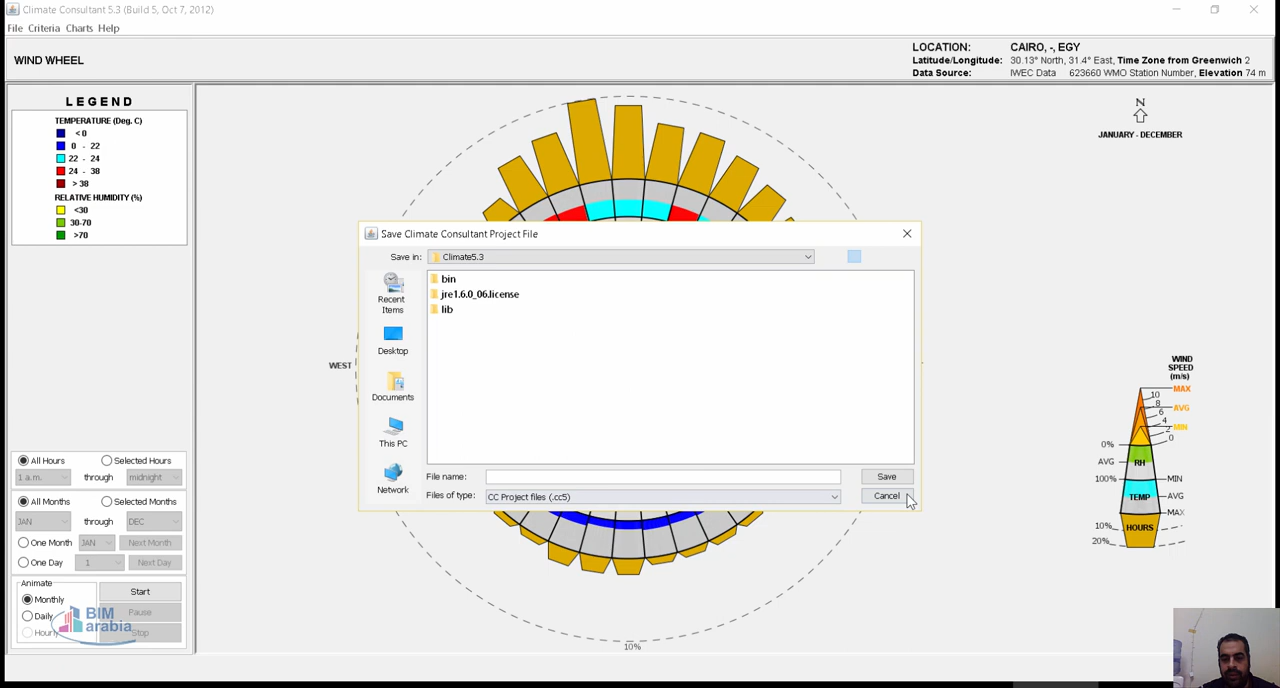 Climate Consultant 5.3 (Build 5, Oct 7, 2012)
File Criteria Charts Help
WIND WHEEL
LOCATION: CAIRO, -, EGY
Latitude/Longitude: 30.13° North, 31.4° East, Time Zone from Greenwich 2
Data Source: IWEC Data 623660 WMO Station Number, Elevation 74 m
LEGEND
TEMPERATURE (Deg. C)
< 0
0 - 22
22 - 24
24 - 38
> 38
RELATIVE HUMIDITY (%)
<30
30-70
>70
N
JANUARY - DECEMBER
Save Climate Consultant Project File
Save in: Climate5.3
Recent Items
Desktop
Documents
This PC
Network
bin
jre1.6.0_06.license
lib
File name: Save
Files of type: CC Project files (.cc5) Cancel
WEST
10%
WIND
SPEED
(m/s)
MAX
10
8
AVG
6
4
MIN
2
0
0%
AVG RH
100% MIN
TEMP AVG
MAX
10% HOURS
20%
All Hours Selected Hours
1 a.m. through midnight
All Months Selected Months
JAN through DEC
One Month JAN Next Month
One Day 1 Next Day
Animate
Monthly Start
Daily Pause
Hourly Stop
BIM
arabia